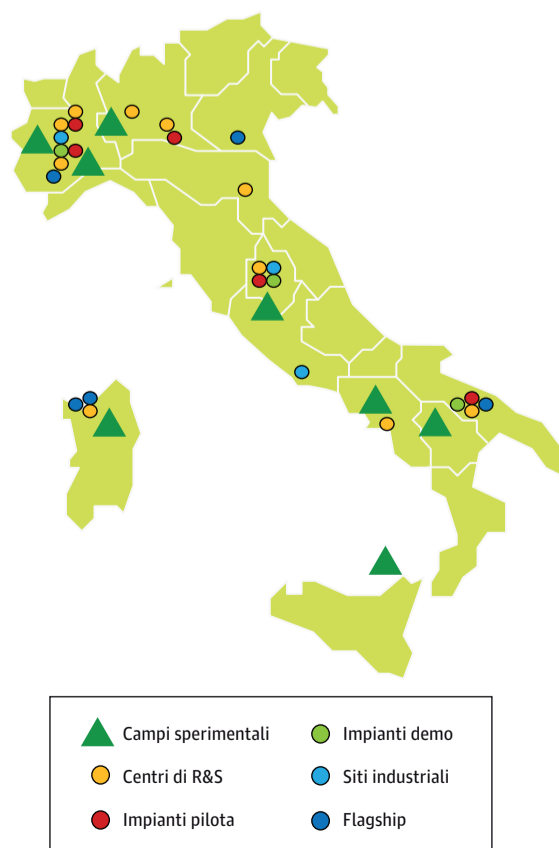 Campi sperimentali
Centri di R&S
Impianti pilota
Impianti demo
Siti industriali
Flagship